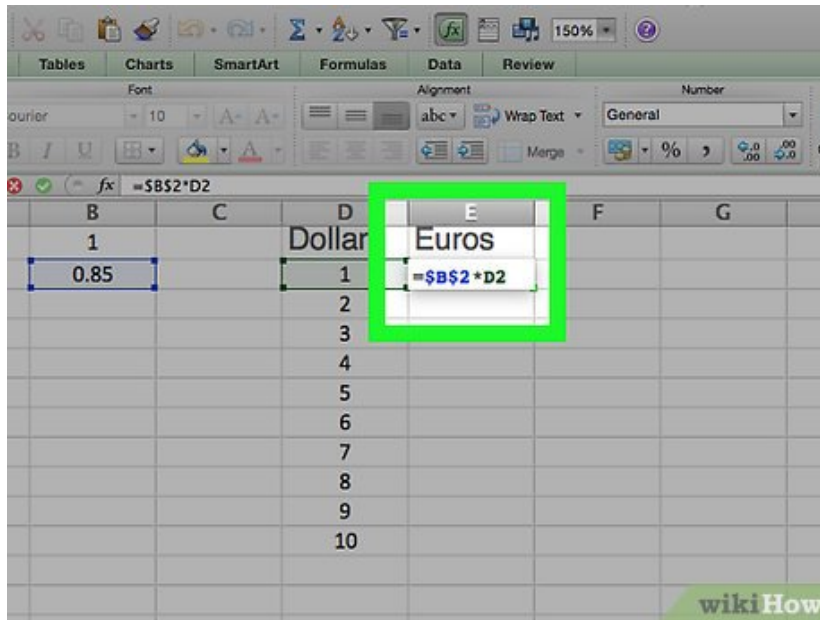 150%
Tables Charts SmartArt Formulas Data Review
Font Alignment Number
ourier 10 A A abc Wrap Text General
B I U A Merge % ,
fx =$B$2*D2
B C D E F G
1 Dollar Euros
0.85 1 =$B$2*D2
2
3
4
5
6
7
8
9
10
wikiHow